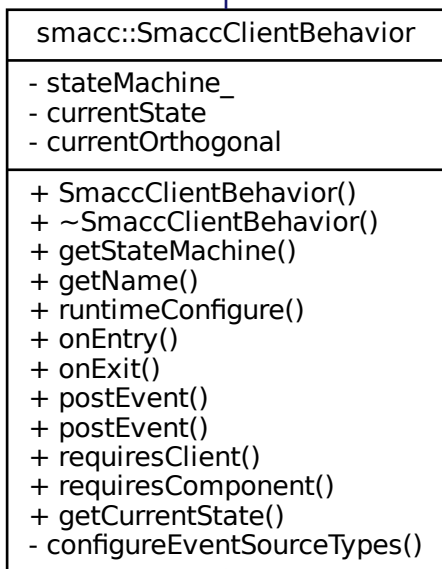 smacc::SmaccClientBehavior
- stateMachine_
- currentState
- currentOrthogonal
+ SmaccClientBehavior()
+ ~SmaccClientBehavior()
+ getStateMachine()
+ getName()
+ runtimeConfigure()
+ onEntry()
+ onExit()
+ postEvent()
+ postEvent()
+ requiresClient()
+ requiresComponent()
+ getCurrentState()
- configureEventSourceTypes()